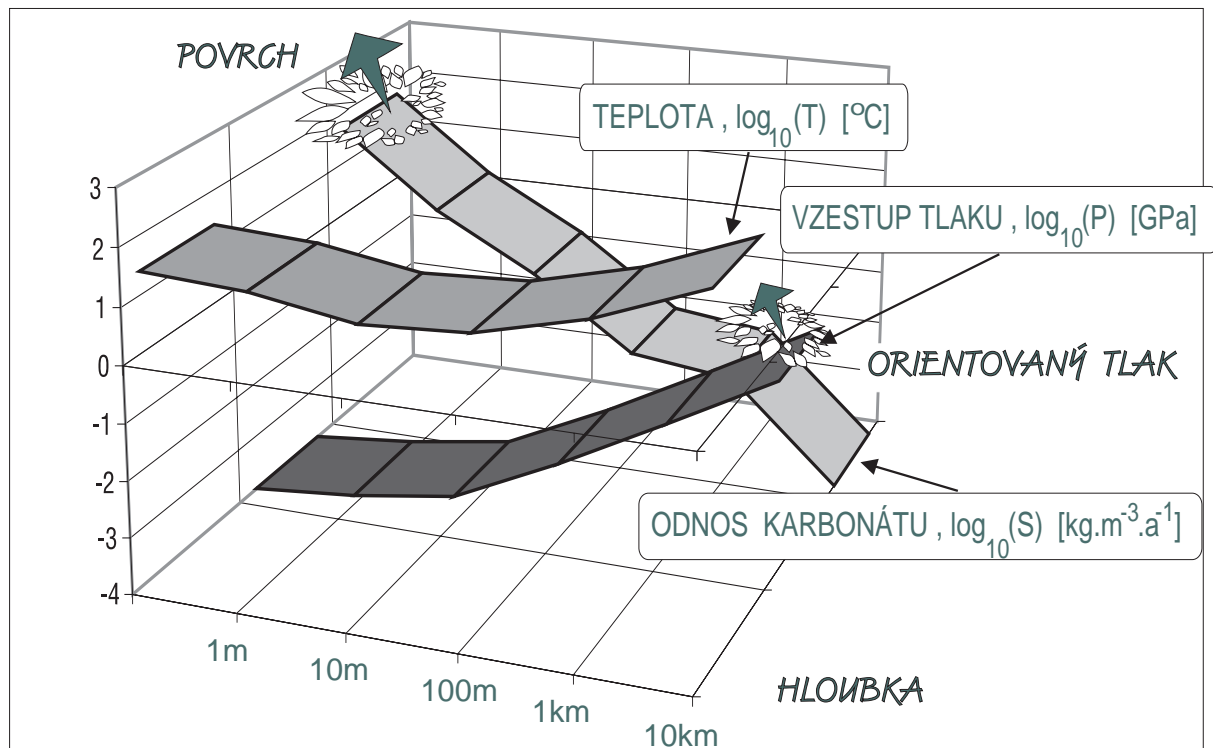 POVRCH
TEPLOTA , log10(T) [°C]
VZESTUP TLAKU , log10(P) [GPa]
3
2
1
0
-1
-2
-3
-4
ORIENTOVANÝ TLAK
ODNOS KARBONÁTU , log10(S) [kg.m-3.a-1]
1m
10m
100m
1km
10km
HLOUBKA